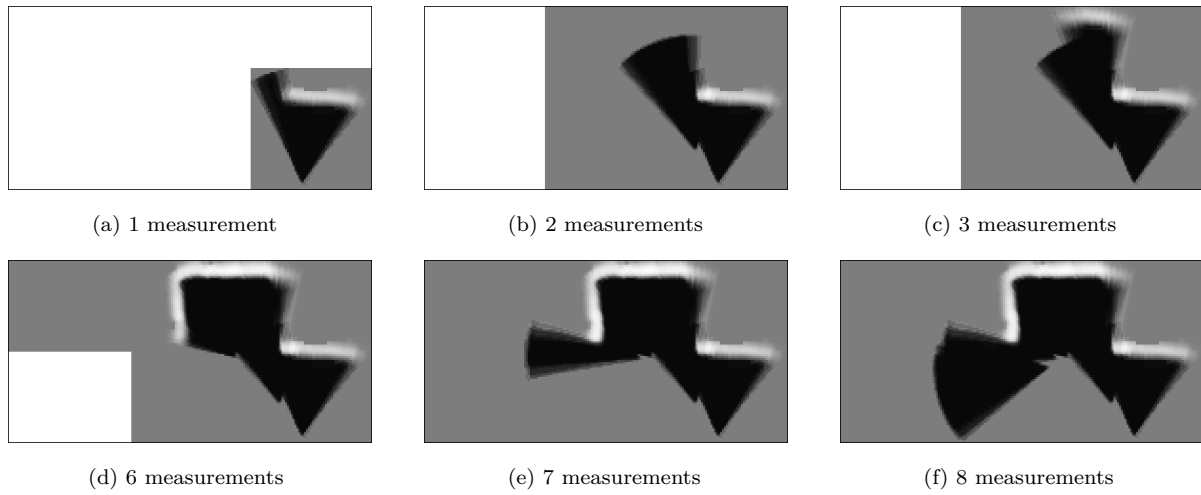 (a) 1 measurement
(b) 2 measurements
(c) 3 measurements
(d) 6 measurements
(e) 7 measurements
(f) 8 measurements